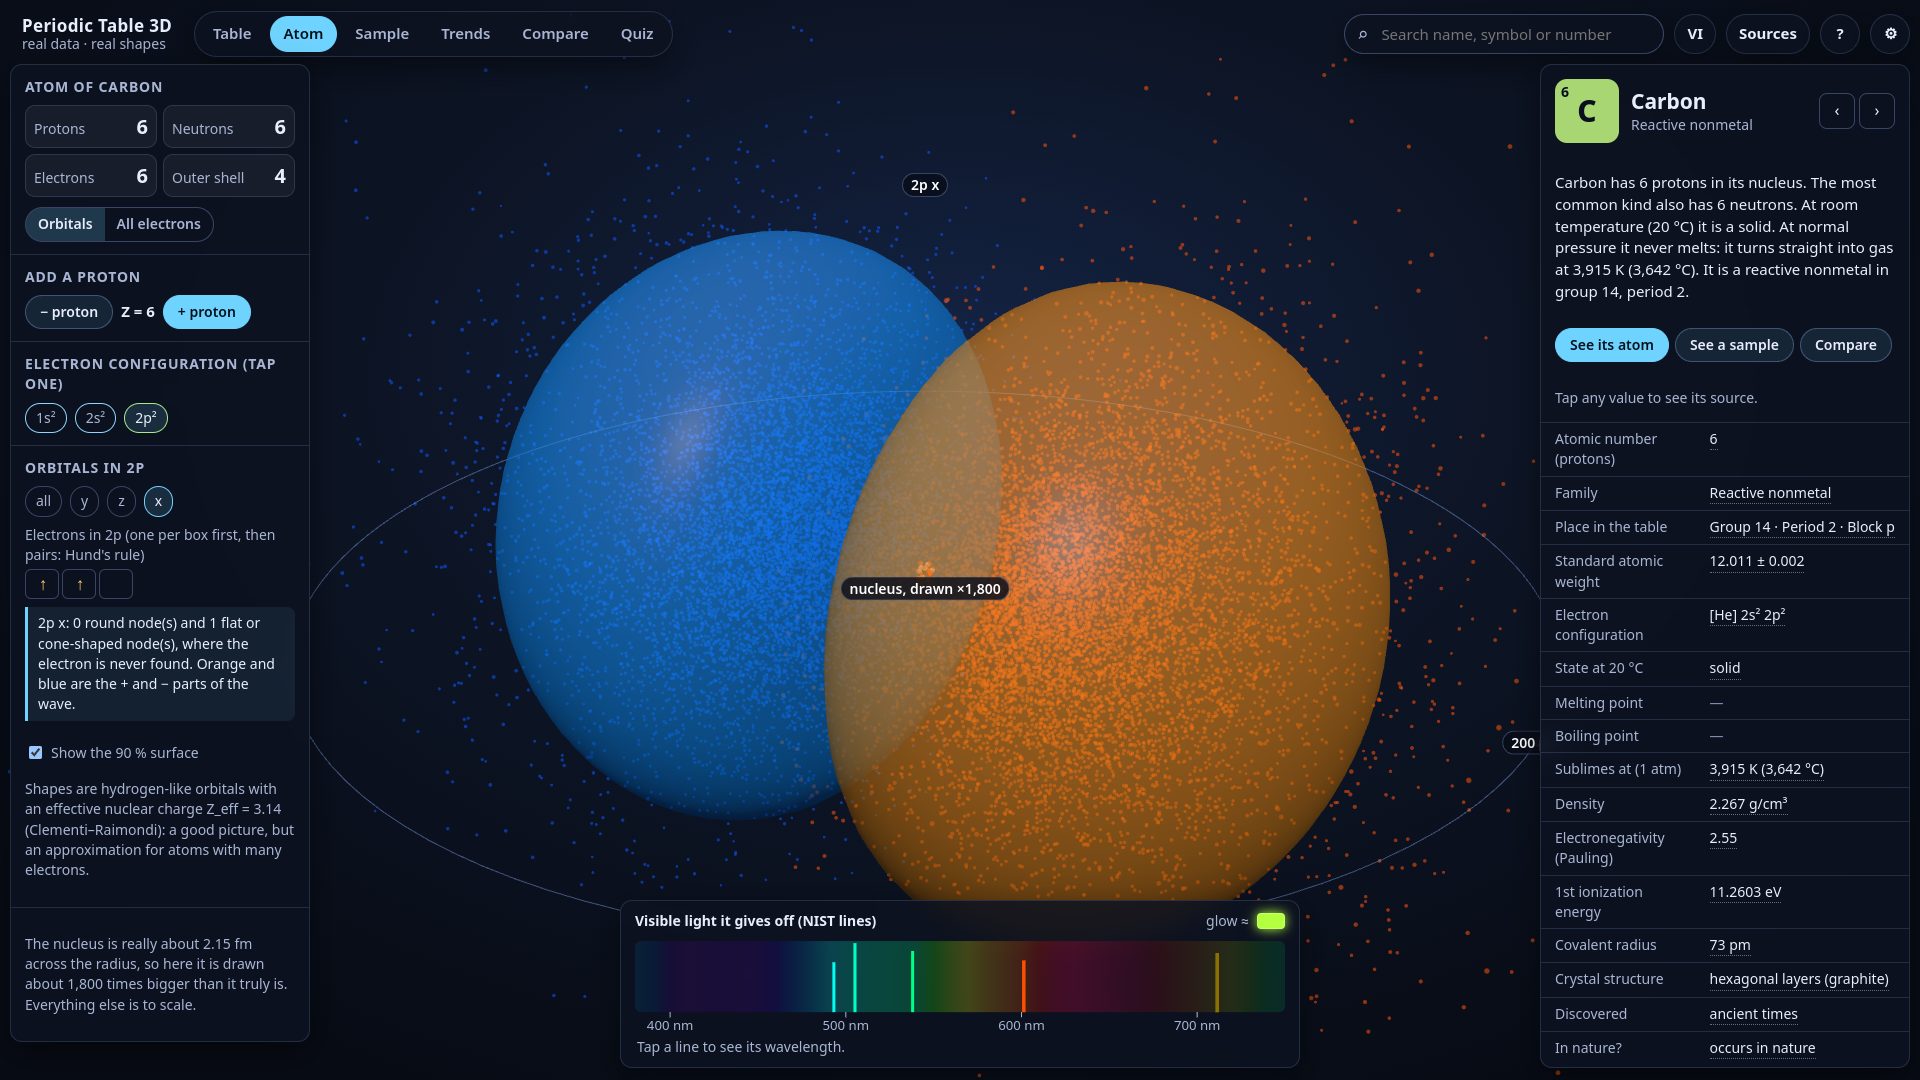 Periodic Table 3D
real data · real shapes
Table
Atom
Sample
Trends
Compare
Quiz
Search name, symbol or number
VI
Sources
?
ATOM OF CARBON
Protons 6
Neutrons 6
Electrons 6
Outer shell 4
Orbitals
All electrons
ADD A PROTON
− proton
Z = 6
+ proton
ELECTRON CONFIGURATION (TAP
ONE)
1s²
2s²
2p²
ORBITALS IN 2P
all
y
z
x
Electrons in 2p (one per box first, then
pairs: Hund's rule)
↑
↑
2p x: 0 round node(s) and 1 flat or
cone-shaped node(s), where the
electron is never found. Orange and
blue are the + and − parts of the
wave.
Show the 90 % surface
Shapes are hydrogen-like orbitals with
an effective nuclear charge Z_eff = 3.14
(Clementi–Raimondi): a good picture, but
an approximation for atoms with many
electrons.
The nucleus is really about 2.15 fm
across the radius, so here it is drawn
about 1,800 times bigger than it truly is.
Everything else is to scale.
2p x
nucleus, drawn ×1,800
200
Visible light it gives off (NIST lines)
glow ≈
400 nm
500 nm
600 nm
700 nm
Tap a line to see its wavelength.
6
C
Carbon
Reactive nonmetal
‹
›
Carbon has 6 protons in its nucleus. The most
common kind also has 6 neutrons. At room
temperature (20 °C) it is a solid. At normal
pressure it never melts: it turns straight into gas
at 3,915 K (3,642 °C). It is a reactive nonmetal in
group 14, period 2.
See its atom
See a sample
Compare
Tap any value to see its source.
Atomic number
(protons)
6
Family
Reactive nonmetal
Place in the table
Group 14 · Period 2 · Block p
Standard atomic
weight
12.011 ± 0.002
Electron
configuration
[He] 2s² 2p²
State at 20 °C
solid
Melting point
—
Boiling point
—
Sublimes at (1 atm)
3,915 K (3,642 °C)
Density
2.267 g/cm³
Electronegativity
(Pauling)
2.55
1st ionization
energy
11.2603 eV
Covalent radius
73 pm
Crystal structure
hexagonal layers (graphite)
Discovered
ancient times
In nature?
occurs in nature